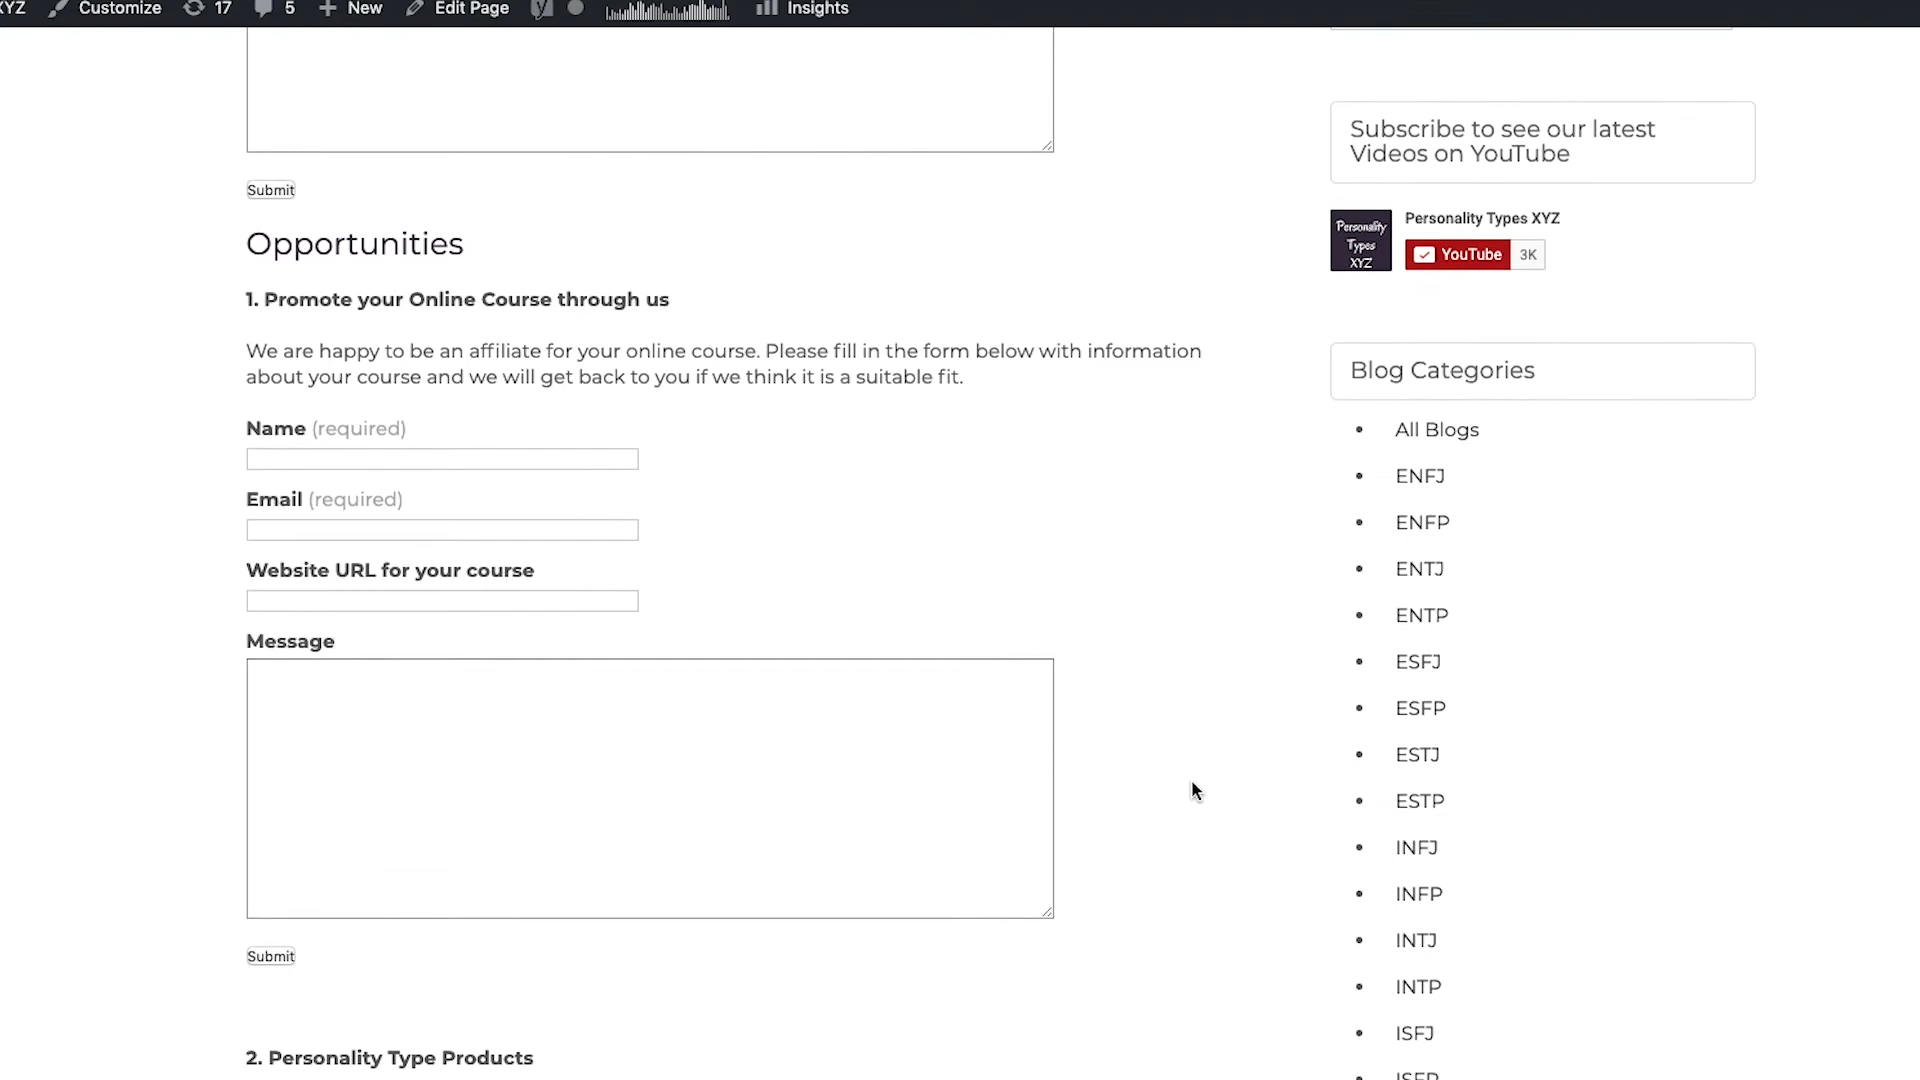 XYZ Customize 17 5 New Edit Page Insights
Submit
Opportunities
1. Promote your Online Course through us
We are happy to be an affiliate for your online course. Please fill in the form below with information
about your course and we will get back to you if we think it is a suitable fit.
Name (required)
Email (required)
Website URL for your course
Message
Submit
2. Personality Type Products
Subscribe to see our latest
Videos on YouTube
Personality
Types
XYZ
Personality Types XYZ
YouTube 3K
Blog Categories
All Blogs
ENFJ
ENFP
ENTJ
ENTP
ESFJ
ESFP
ESTJ
ESTP
INFJ
INFP
INTJ
INTP
ISFJ
ISFP